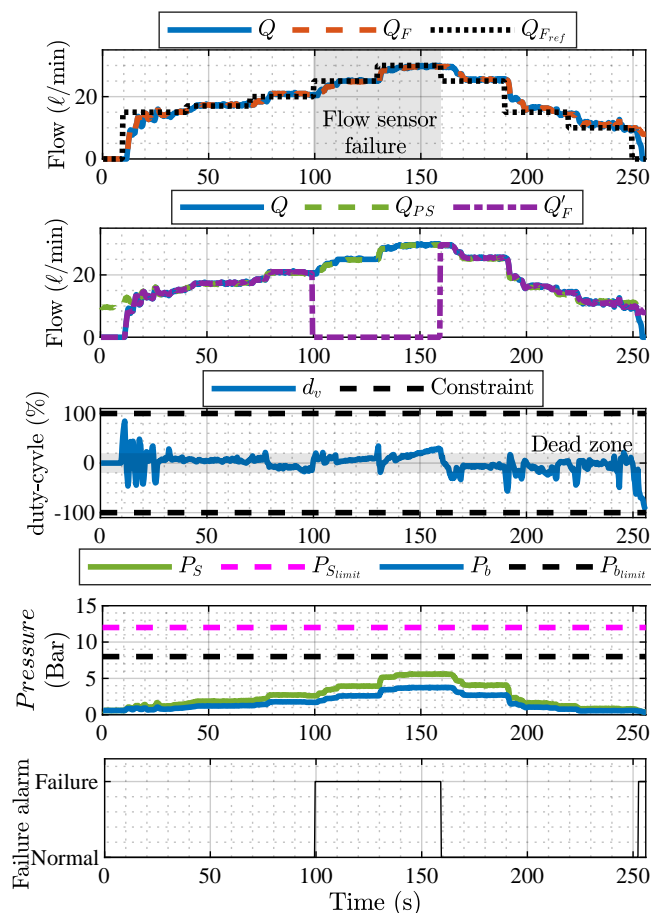 Q Q_F Q_{F_{ref}}
Flow (ℓ/min)
20
0
Flow sensor
failure
0 50 100 150 200 250
Q Q_{PS} Q'_F
Flow (ℓ/min)
20
0
0 50 100 150 200 250
d_v Constraint
duty-cyvle (%)
100
0
-100
Dead zone
0 50 100 150 200 250
P_S P_{S_{limit}} P_b P_{b_{limit}}
Pressure
(Bar)
15
10
5
0
0 50 100 150 200 250
Failure alarm
Failure
Normal
0 50 100 150 200 250
Time (s)